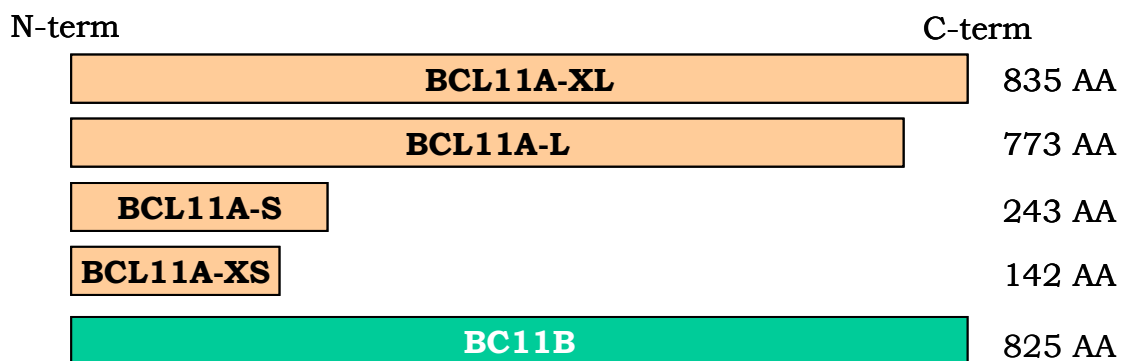 N-term C-term
BCL11A-XL 835 AA
BCL11A-L 773 AA
BCL11A-S 243 AA
BCL11A-XS 142 AA
BC11B 825 AA